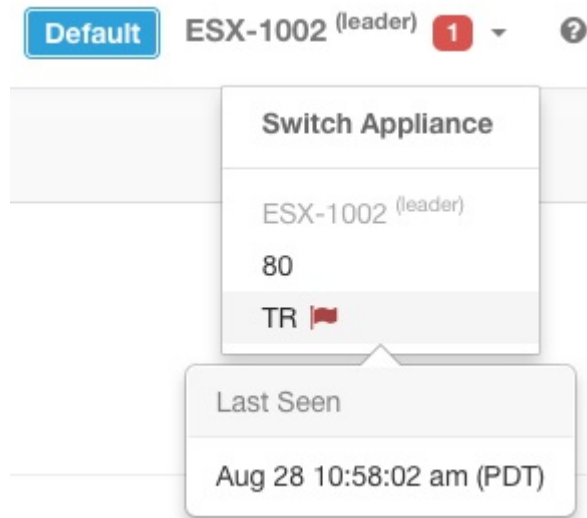 Default ESX-1002 (leader) 1
Switch Appliance
ESX-1002 (leader)
80
TR
Last Seen
Aug 28 10:58:02 am (PDT)